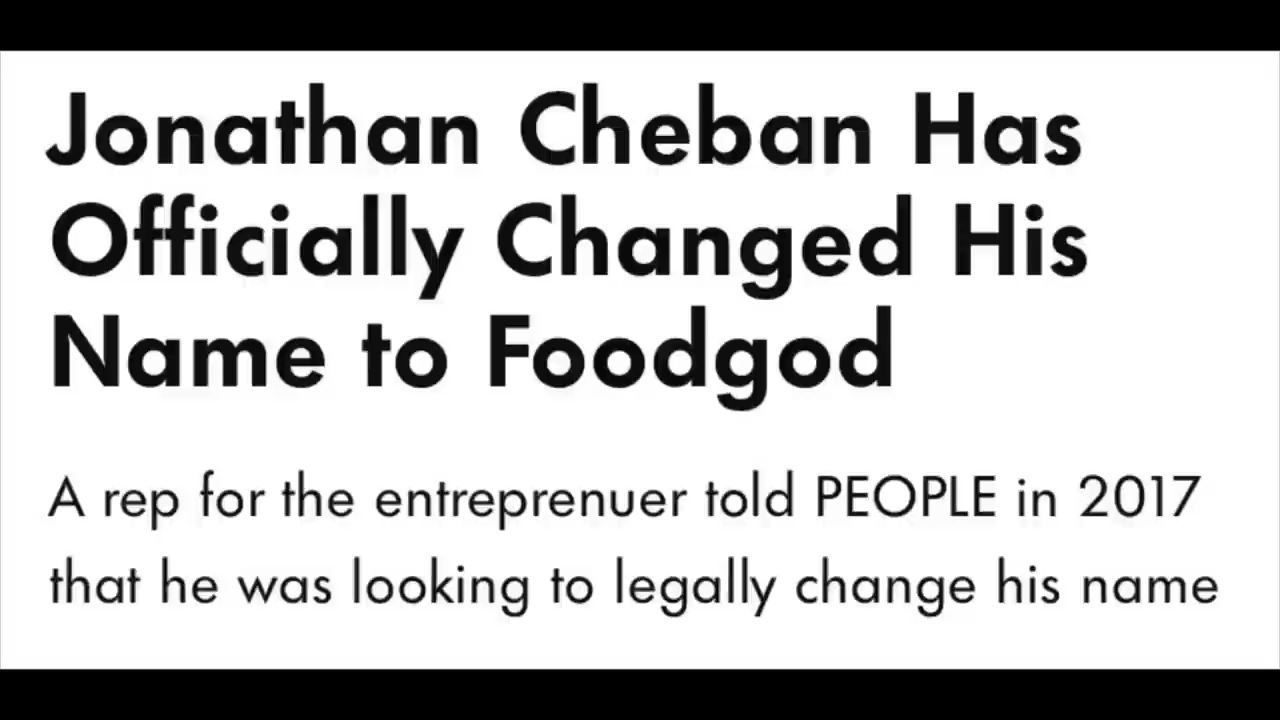 Jonathan Cheban Has
Officially Changed His
Name to Foodgod
A rep for the entreprenuer told PEOPLE in 2017
that he was looking to legally change his name